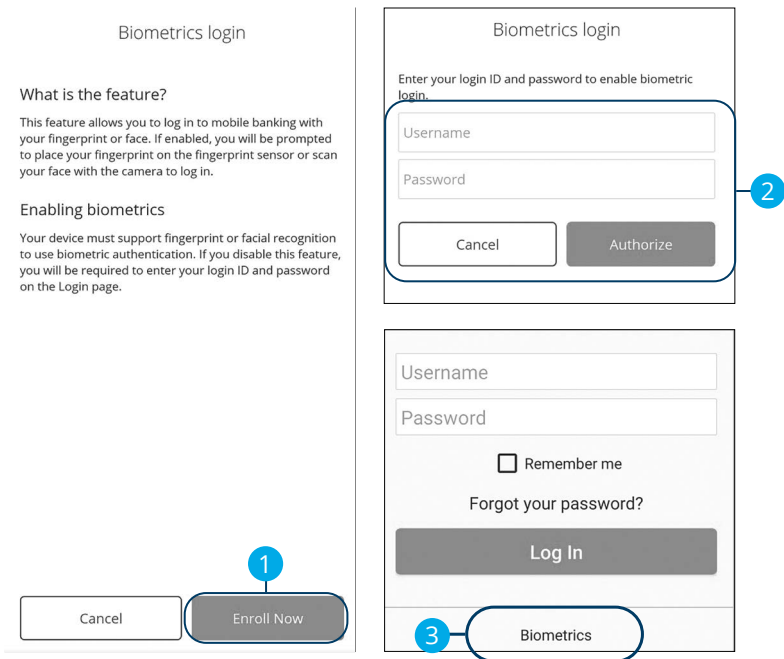 Biometrics login
What is the feature?
This feature allows you to log in to mobile banking with
your fingerprint or face. If enabled, you will be prompted
to place your fingerprint on the fingerprint sensor or scan
your face with the camera to log in.
Enabling biometrics
Your device must support fingerprint or facial recognition
to use biometric authentication. If you disable this feature,
you will be required to enter your login ID and password
on the Login page.
1
Cancel
Enroll Now
Biometrics login
Enter your login ID and password to enable biometric
login.
Username
Password
2
Cancel
Authorize
Username
Password
Remember me
Forgot your password?
Log In
3
Biometrics